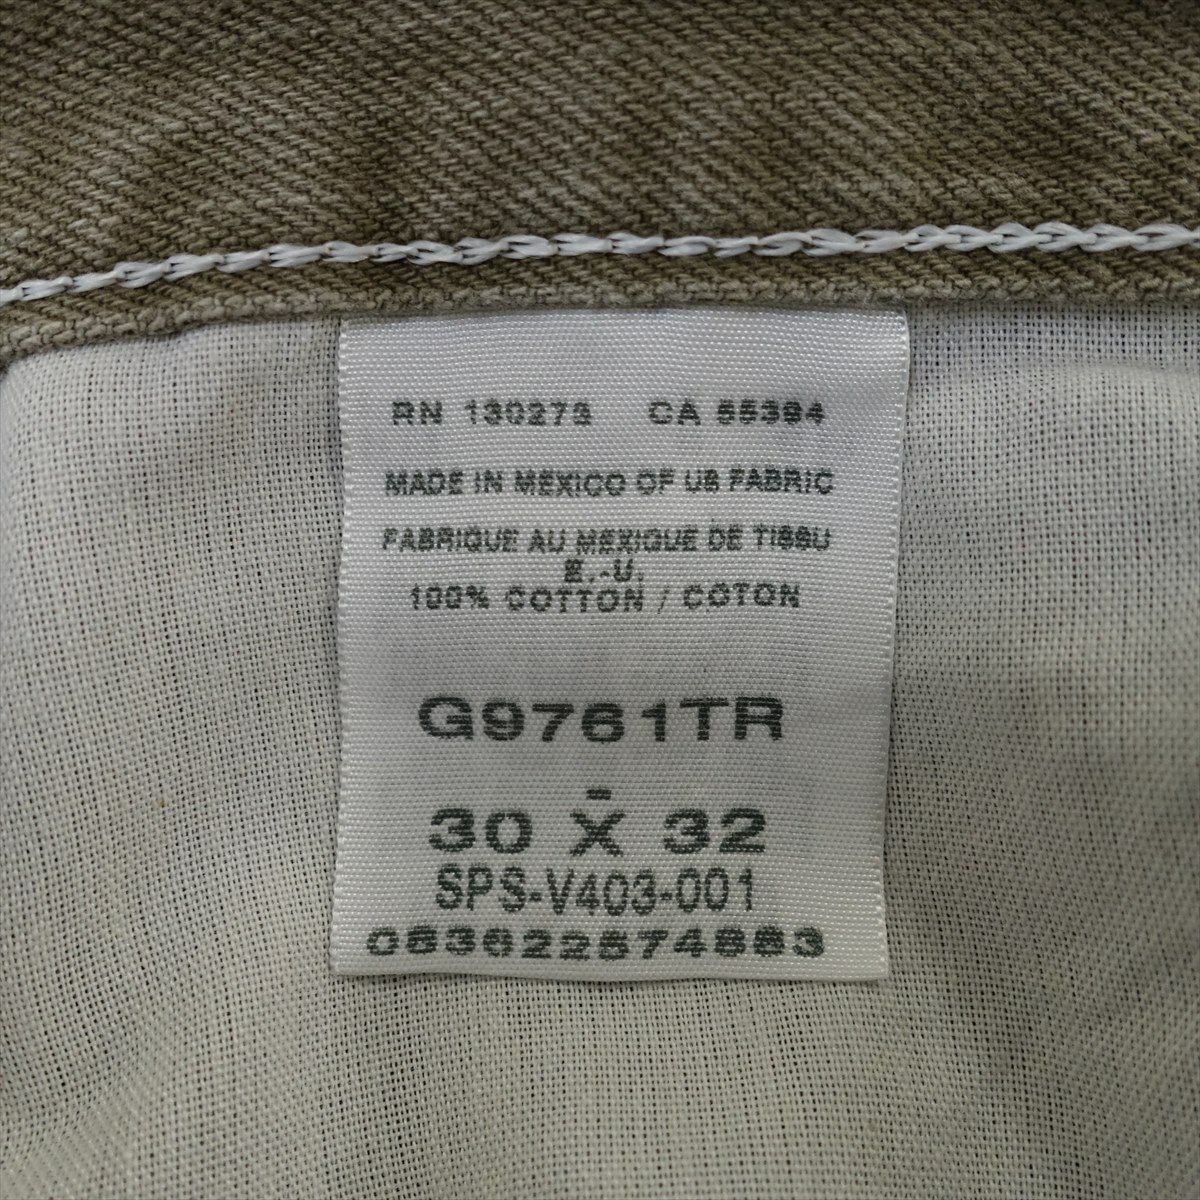 RN 130273 CA 55394
MADE IN MEXICO OF US FABRIC
FABRIQUE AU MEXIQUE DE TISSU
E.-U.
100% COTTON / COTON
G9761TR
-
30 X 32
SPS-V403-001
083622574883